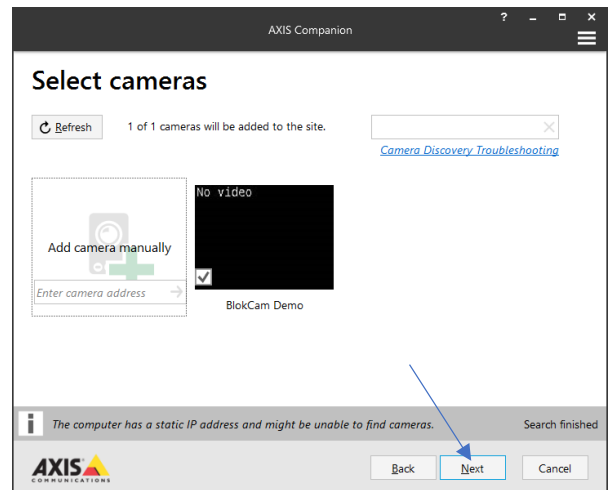 AXIS Companion
?
Select cameras
Refresh
1 of 1 cameras will be added to the site.
Camera Discovery Troubleshooting
No video
Add camera manually
Enter camera address
BlokCam Demo
i The computer has a static IP address and might be unable to find cameras.
Search finished
AXIS
COMMUNICATIONS
Back
Next
Cancel